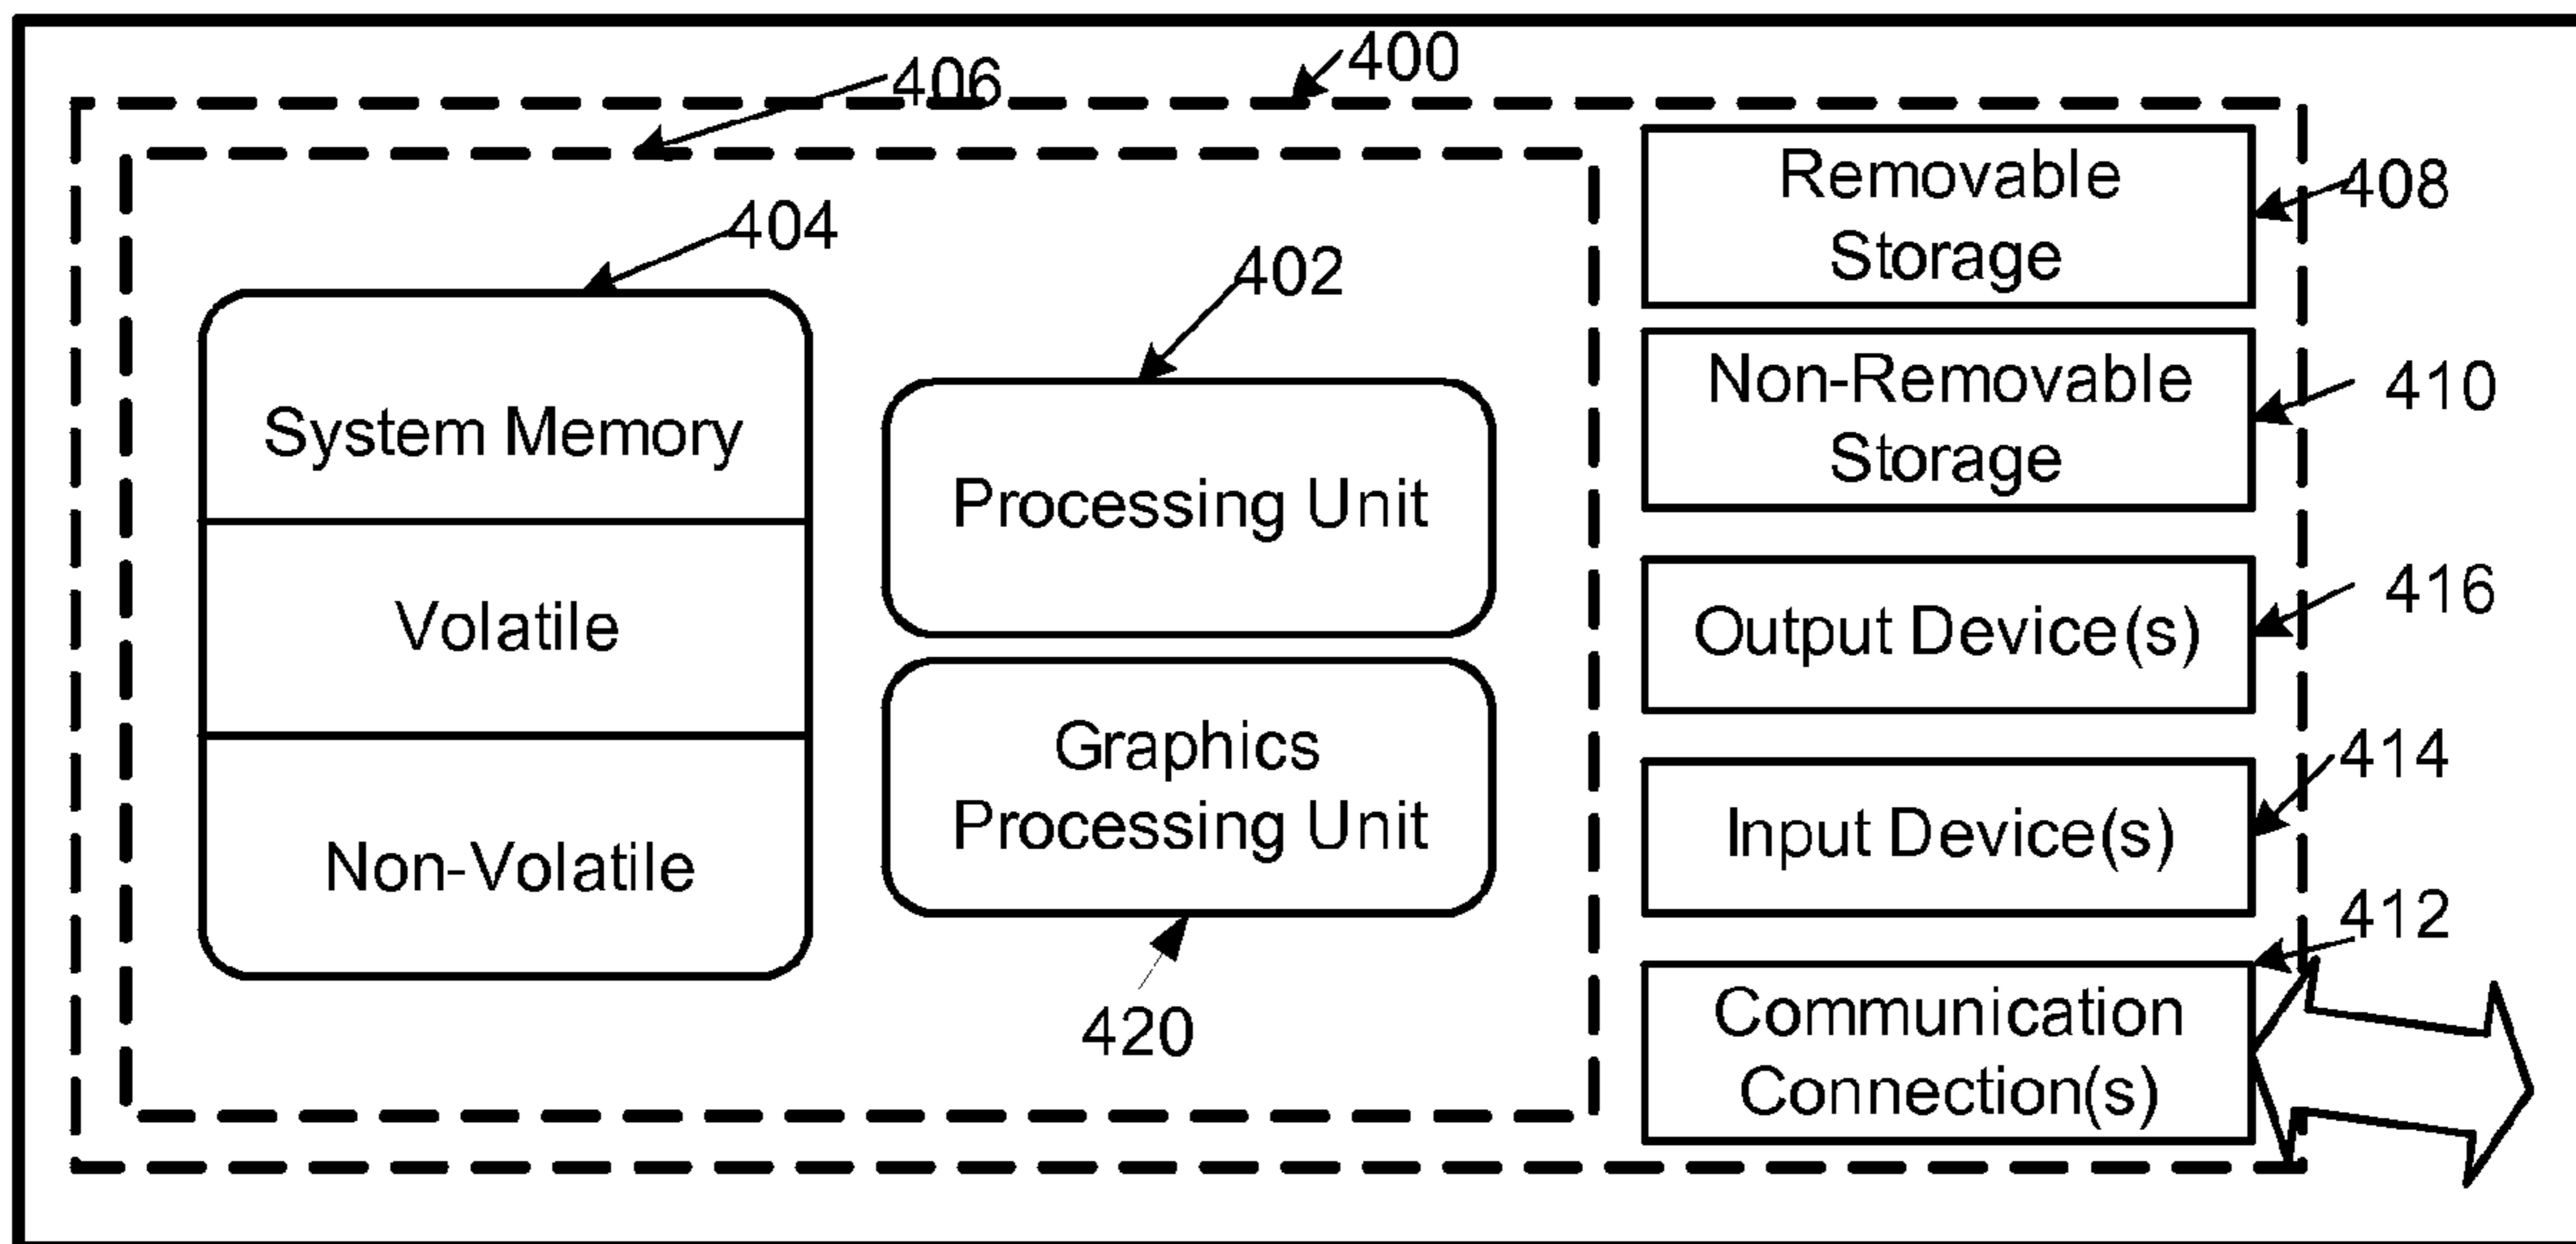 400
406
404
402
System Memory
Volatile
Non-Volatile
Processing Unit
Graphics
Processing Unit
420
Removable
Storage
408
Non-Removable
Storage
410
Output Device(s)
416
Input Device(s)
414
412
Communication
Connection(s)